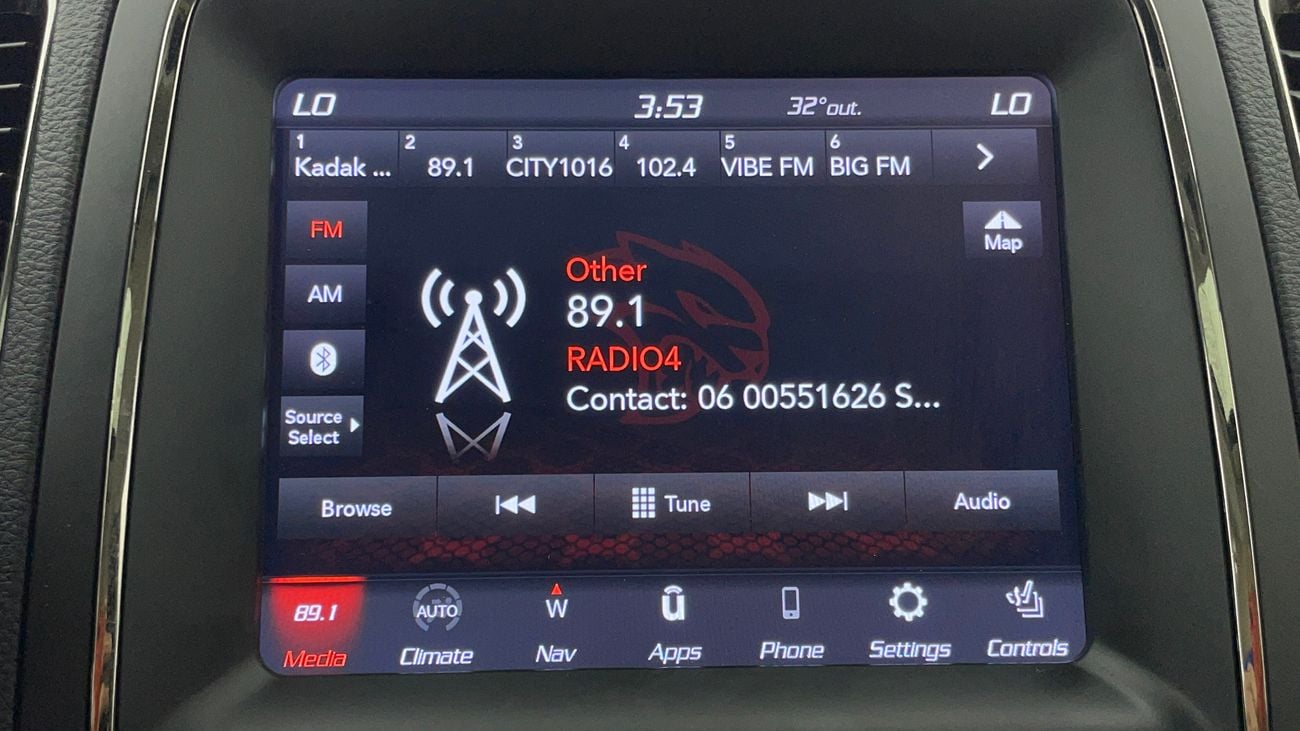 LO 3:53 32°out. LO
1 2 3 4 5 6
Kadak ... 89.1 CITY1016 102.4 VIBE FM BIG FM
FM
Map
Other
89.1
AM
RADIO4
Contact: 06 00551626 S...
Source
Select
Browse Tune Audio
89.1 AUTO W
Media Climate Nav Apps Phone Settings Controls